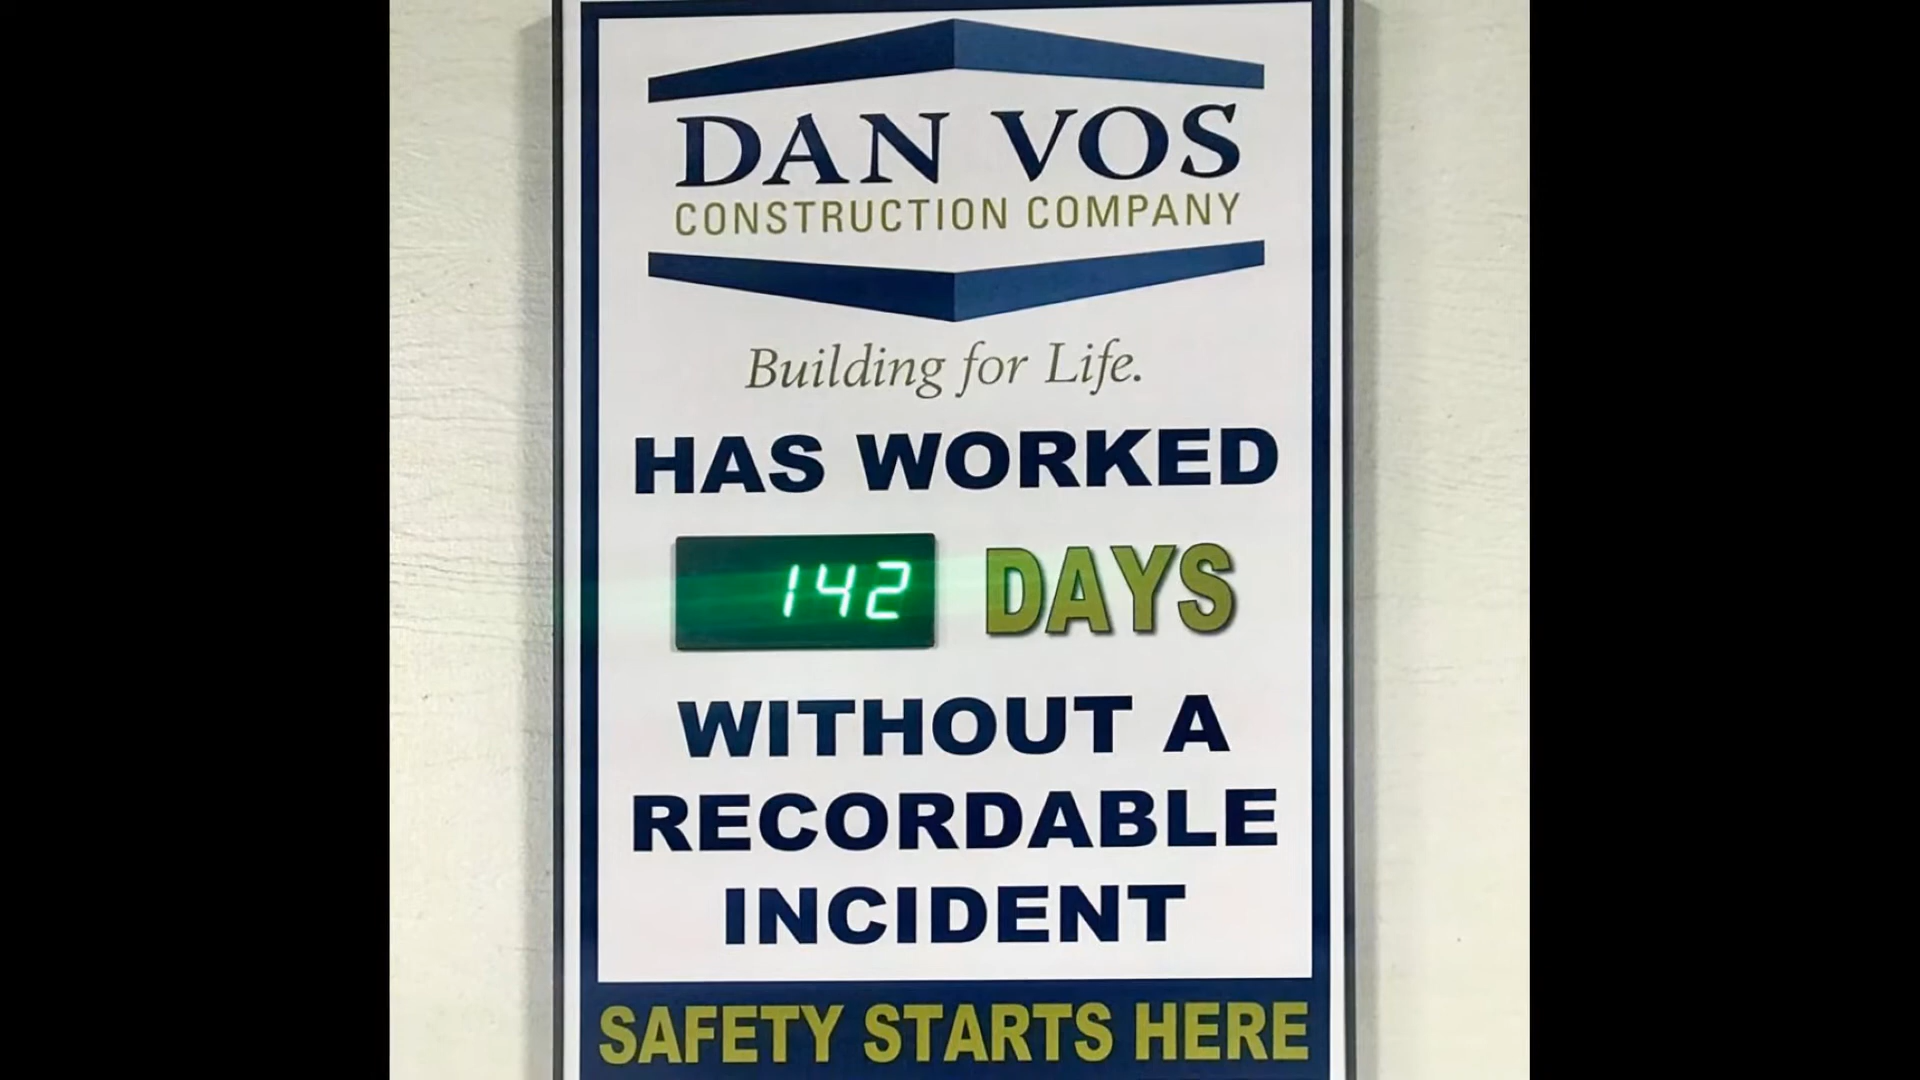 DAN VOS
CONSTRUCTION COMPANY
Building for Life.
HAS WORKED
142 DAYS
WITHOUT A
RECORDABLE
INCIDENT
SAFETY STARTS HERE